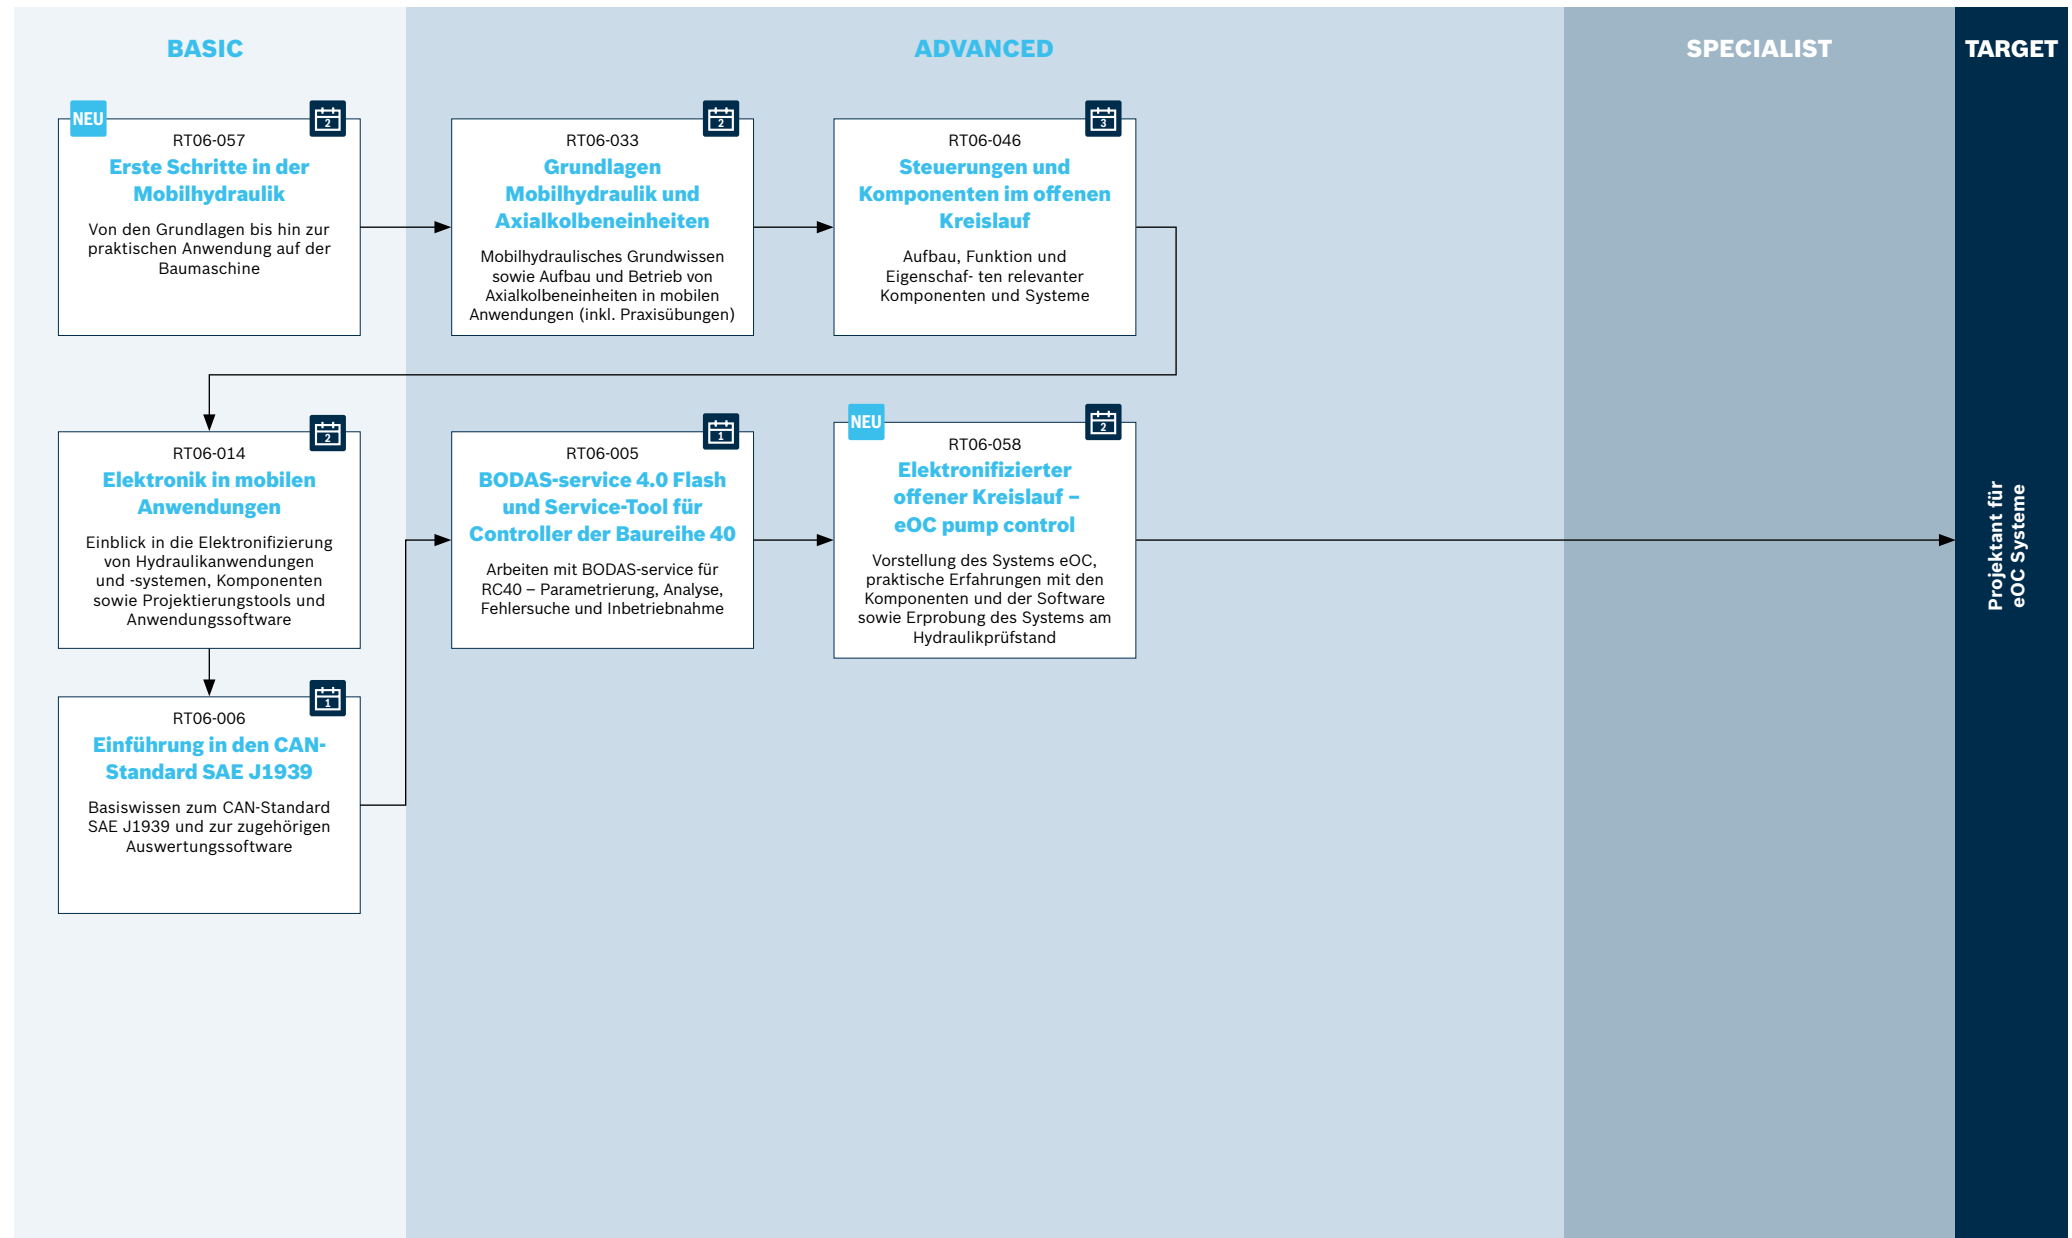 BASIC
ADVANCED
SPECIALIST
TARGET
NEU
2
RT06-057
Erste Schritte in der
Mobilhydraulik
Von den Grundlagen bis hin zur
praktischen Anwendung auf der
Baumaschine
2
RT06-033
Grundlagen
Mobilhydraulik und
Axialkolbeneinheiten
Mobilhydraulisches Grundwissen
sowie Aufbau und Betrieb von
Axialkolbeneinheiten in mobilen
Anwendungen (inkl. Praxisübungen)
3
RT06-046
Steuerungen und
Komponenten im offenen
Kreislauf
Aufbau, Funktion und
Eigenschaf- ten relevanter
Komponenten und Systeme
2
RT06-014
Elektronik in mobilen
Anwendungen
Einblick in die Elektronifizierung
von Hydraulikanwendungen
und -systemen, Komponenten
sowie Projektierungstools und
Anwendungssoftware
1
RT06-005
BODAS-service 4.0 Flash
und Service-Tool für
Controller der Baureihe 40
Arbeiten mit BODAS-service für
RC40 – Parametrierung, Analyse,
Fehlersuche und Inbetriebnahme
NEU
2
RT06-058
Elektronifizierter
offener Kreislauf –
eOC pump control
Vorstellung des Systems eOC,
praktische Erfahrungen mit den
Komponenten und der Software
sowie Erprobung des Systems am
Hydraulikprüfstand
Projektant für
eOC Systeme
1
RT06-006
Einführung in den CAN-
Standard SAE J1939
Basiswissen zum CAN-Standard
SAE J1939 und zur zugehörigen
Auswertungssoftware